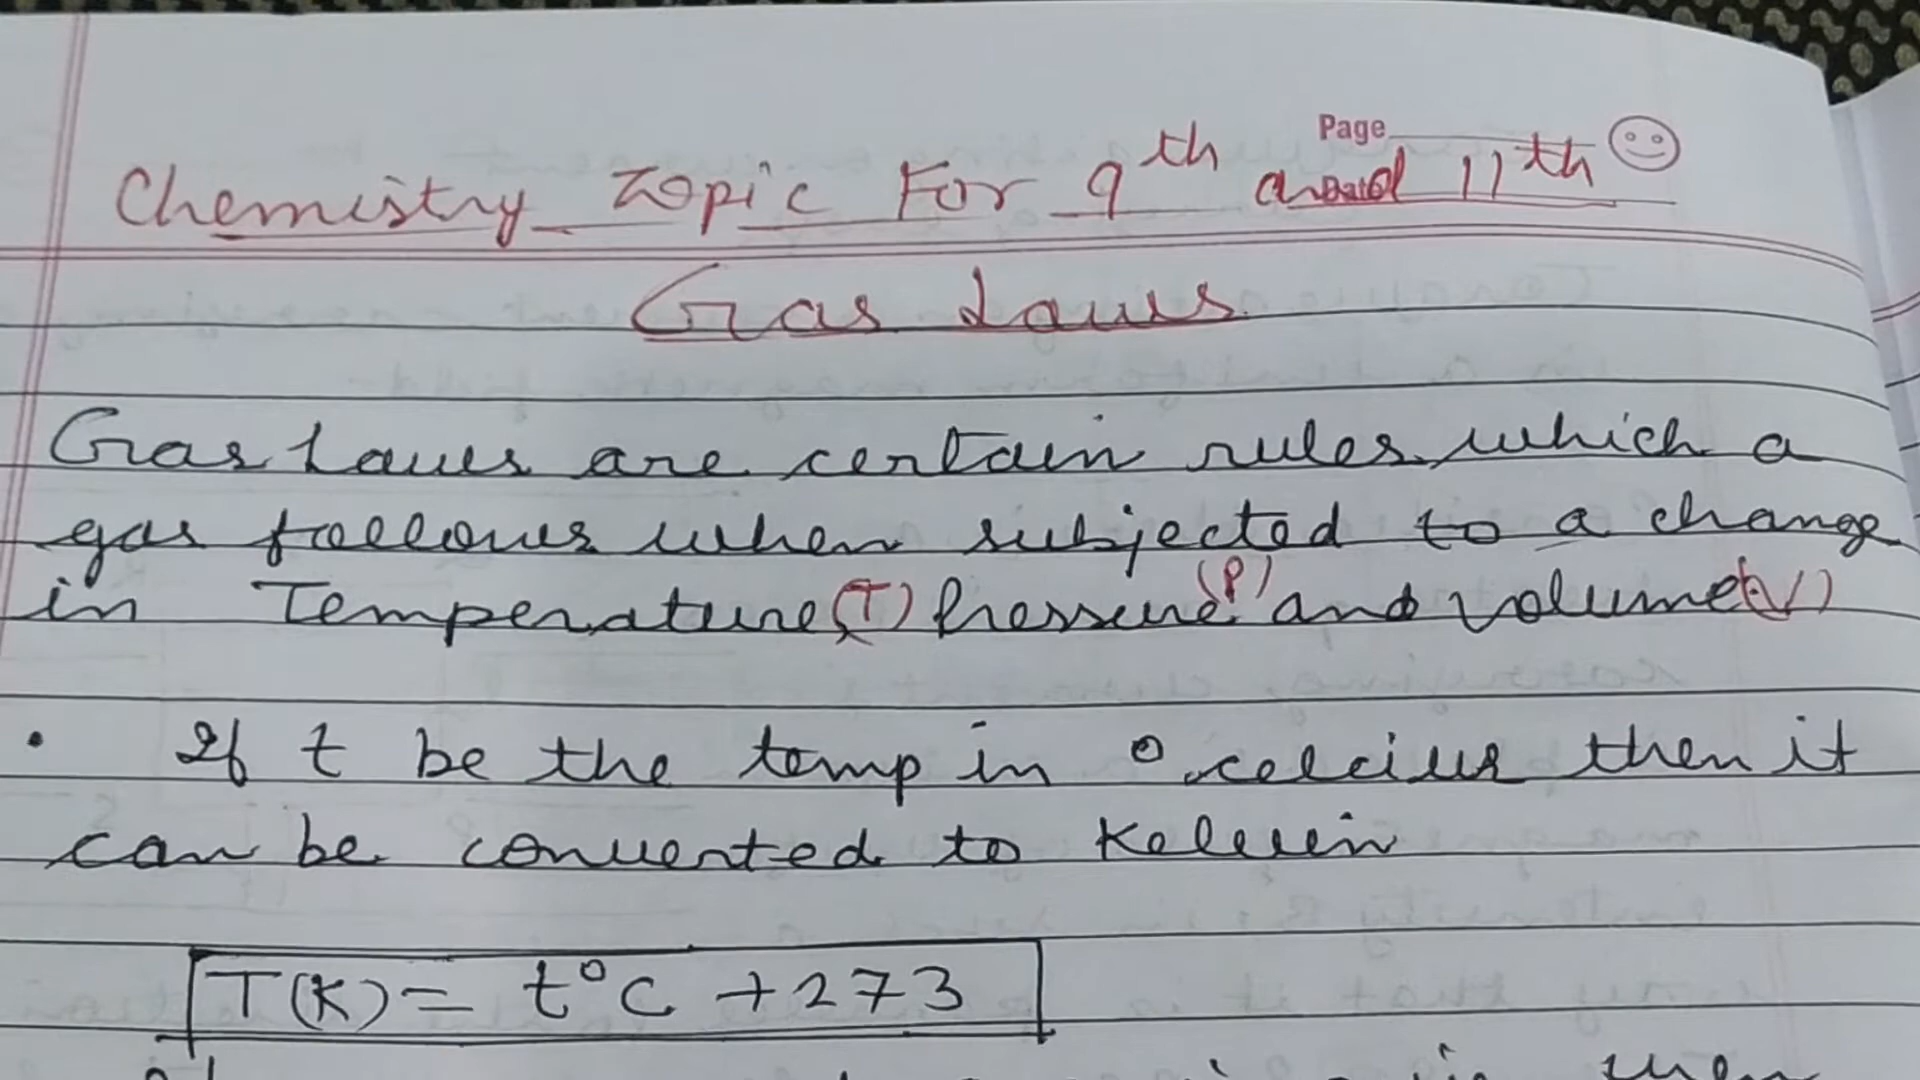 Page
Chemistry Topic For 9th and 11th
Gas Laws
Gas Laws are certain rules which a
gas follows when subjected to a change
in Temperature(T) Pressure(P) and volume(V)
• If t be the temp in ° celcius then it
can be converted to Kelvin
T(K) = t°C +273